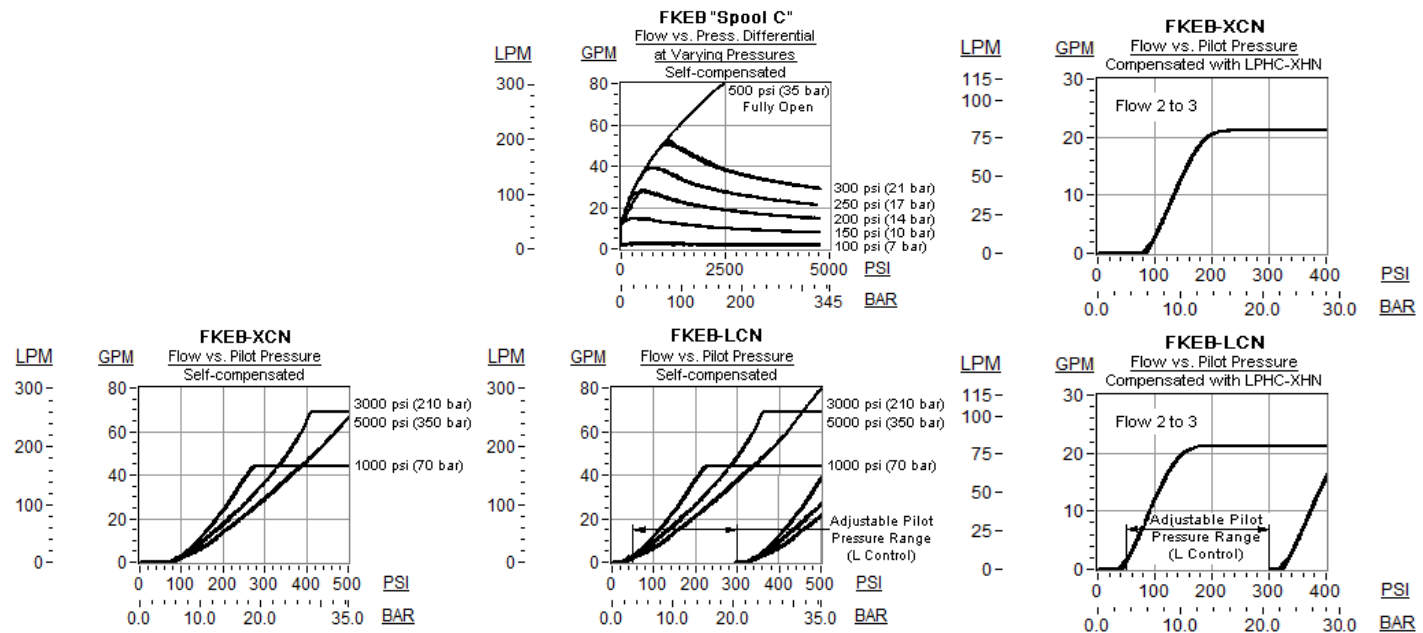 FKEB "Spool C"
Flow vs. Press. Differential
at Varying Pressures
Self-compensated
LPM
GPM
300
200
100
0
80
60
40
20
0
500 psi (35 bar)
Fully Open
300 psi (21 bar)
250 psi (17 bar)
200 psi (14 bar)
150 psi (10 bar)
100 psi (7 bar)
0 2500 5000 PSI
0 100 200 345 BAR
FKEB-XCN
Flow vs. Pilot Pressure
Compensated with LPHC-XHN
LPM
GPM
115
100
75
50
25
0
30
20
10
0
Flow 2 to 3
0 100 200 300 400 PSI
0.0 10.0 20.0 30.0 BAR
FKEB-XCN
Flow vs. Pilot Pressure
Self-compensated
LPM
GPM
300
200
100
0
80
60
40
20
0
3000 psi (210 bar)
5000 psi (350 bar)
1000 psi (70 bar)
0 100 200 300 400 500 PSI
0.0 10.0 20.0 35.0 BAR
FKEB-LCN
Flow vs. Pilot Pressure
Self-compensated
LPM
GPM
300
200
100
0
80
60
40
20
0
3000 psi (210 bar)
5000 psi (350 bar)
1000 psi (70 bar)
Adjustable Pilot
Pressure Range
(L Control)
0 100 200 300 400 500 PSI
0.0 10.0 20.0 35.0 BAR
FKEB-LCN
Flow vs. Pilot Pressure
Compensated with LPHC-XHN
LPM
GPM
115
100
75
50
25
0
30
20
10
0
Flow 2 to 3
Adjustable Pilot
Pressure Range
(L Control)
0 100 200 300 400 PSI
0.0 10.0 20.0 30.0 BAR